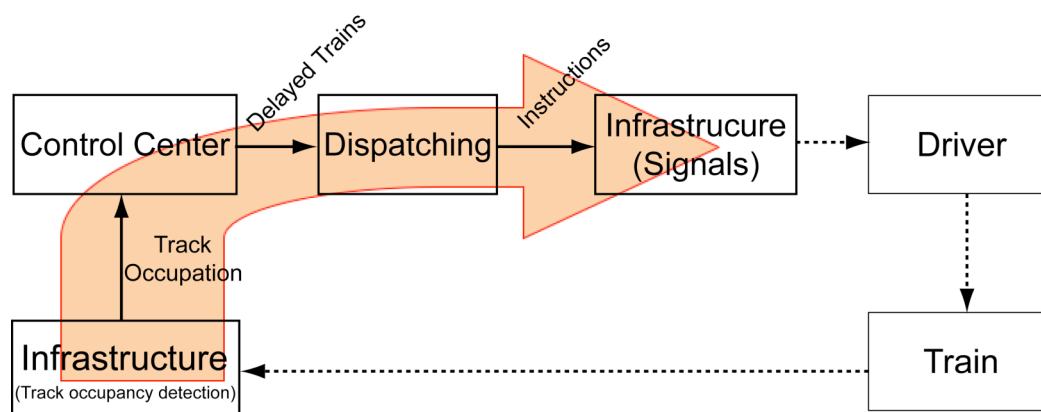 Delayed Trains
Instructions
Control Center
Dispatching
Infrastrucure
(Signals)
Driver
Track
Occupation
Infrastructure
(Track occupancy detection)
Train